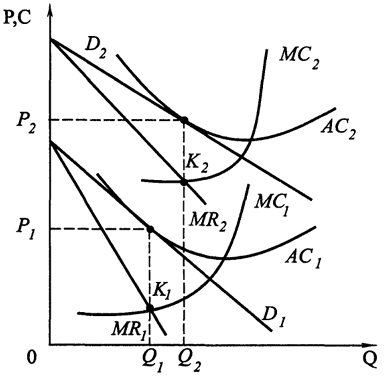 P,C
D₂
MC₂
P₂
AC₂
K₂
MR₂
MC₁
P₁
AC₁
K₁
MR₁
D₁
0
Q₁
Q₂
Q